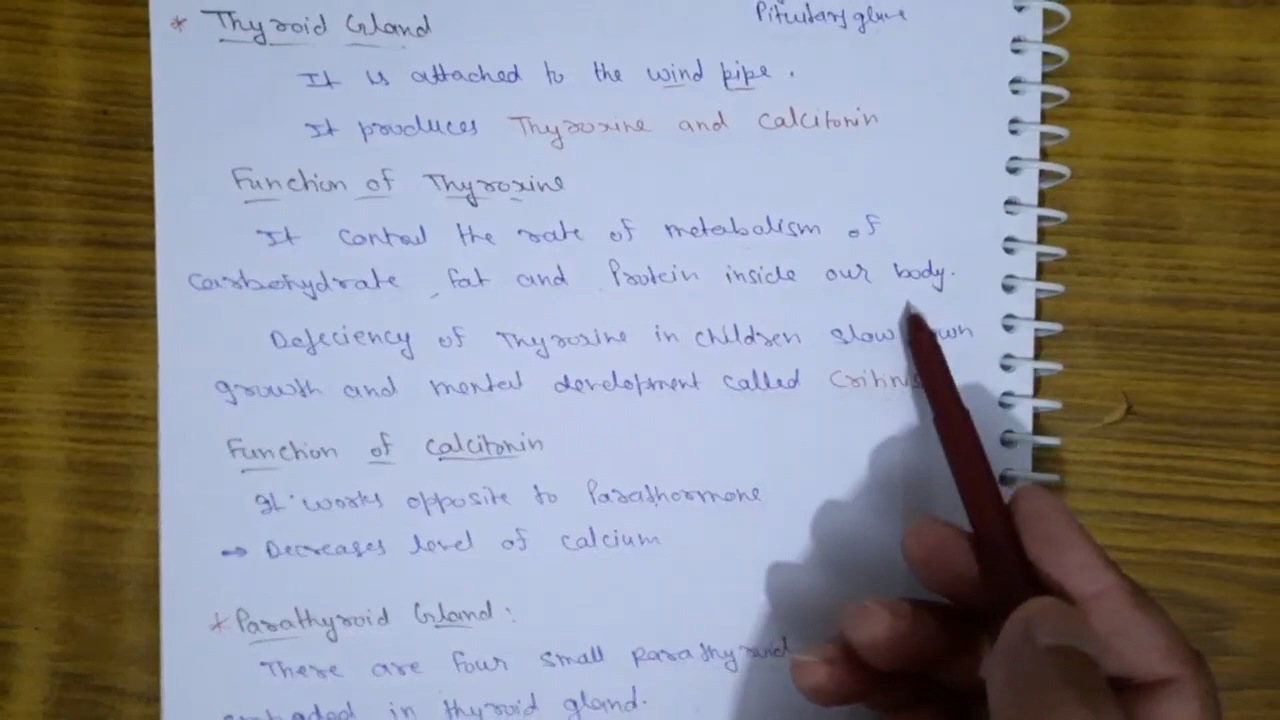 Pitutary glan
* Thyroid Gland
It is attached to the wind pipe.
It produces Thyroxine and Calcitonin
Function of Thyroxine
It Control the rate of metabolism of
Carbohydrate, fat and Protein inside our body.
Defeciency of Thyroxine in children slow
growth and mental development called
Function of Calcitonin
It works opposite to Parathormone
→ Decreases level of calcium
* Parathyroid Gland:
There are four small parathyroid
in thyroid gland.